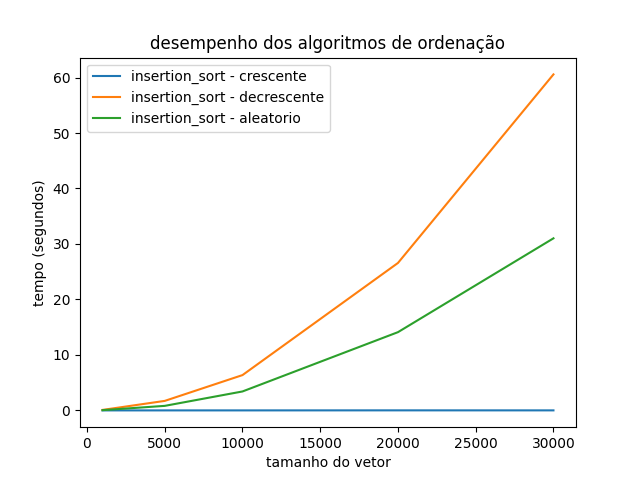 desempenho dos algoritmos de ordenação
insertion_sort - crescente
insertion_sort - decrescente
insertion_sort - aleatorio
tempo (segundos)
60
50
40
30
20
10
0
0 5000 10000 15000 20000 25000 30000
tamanho do vetor